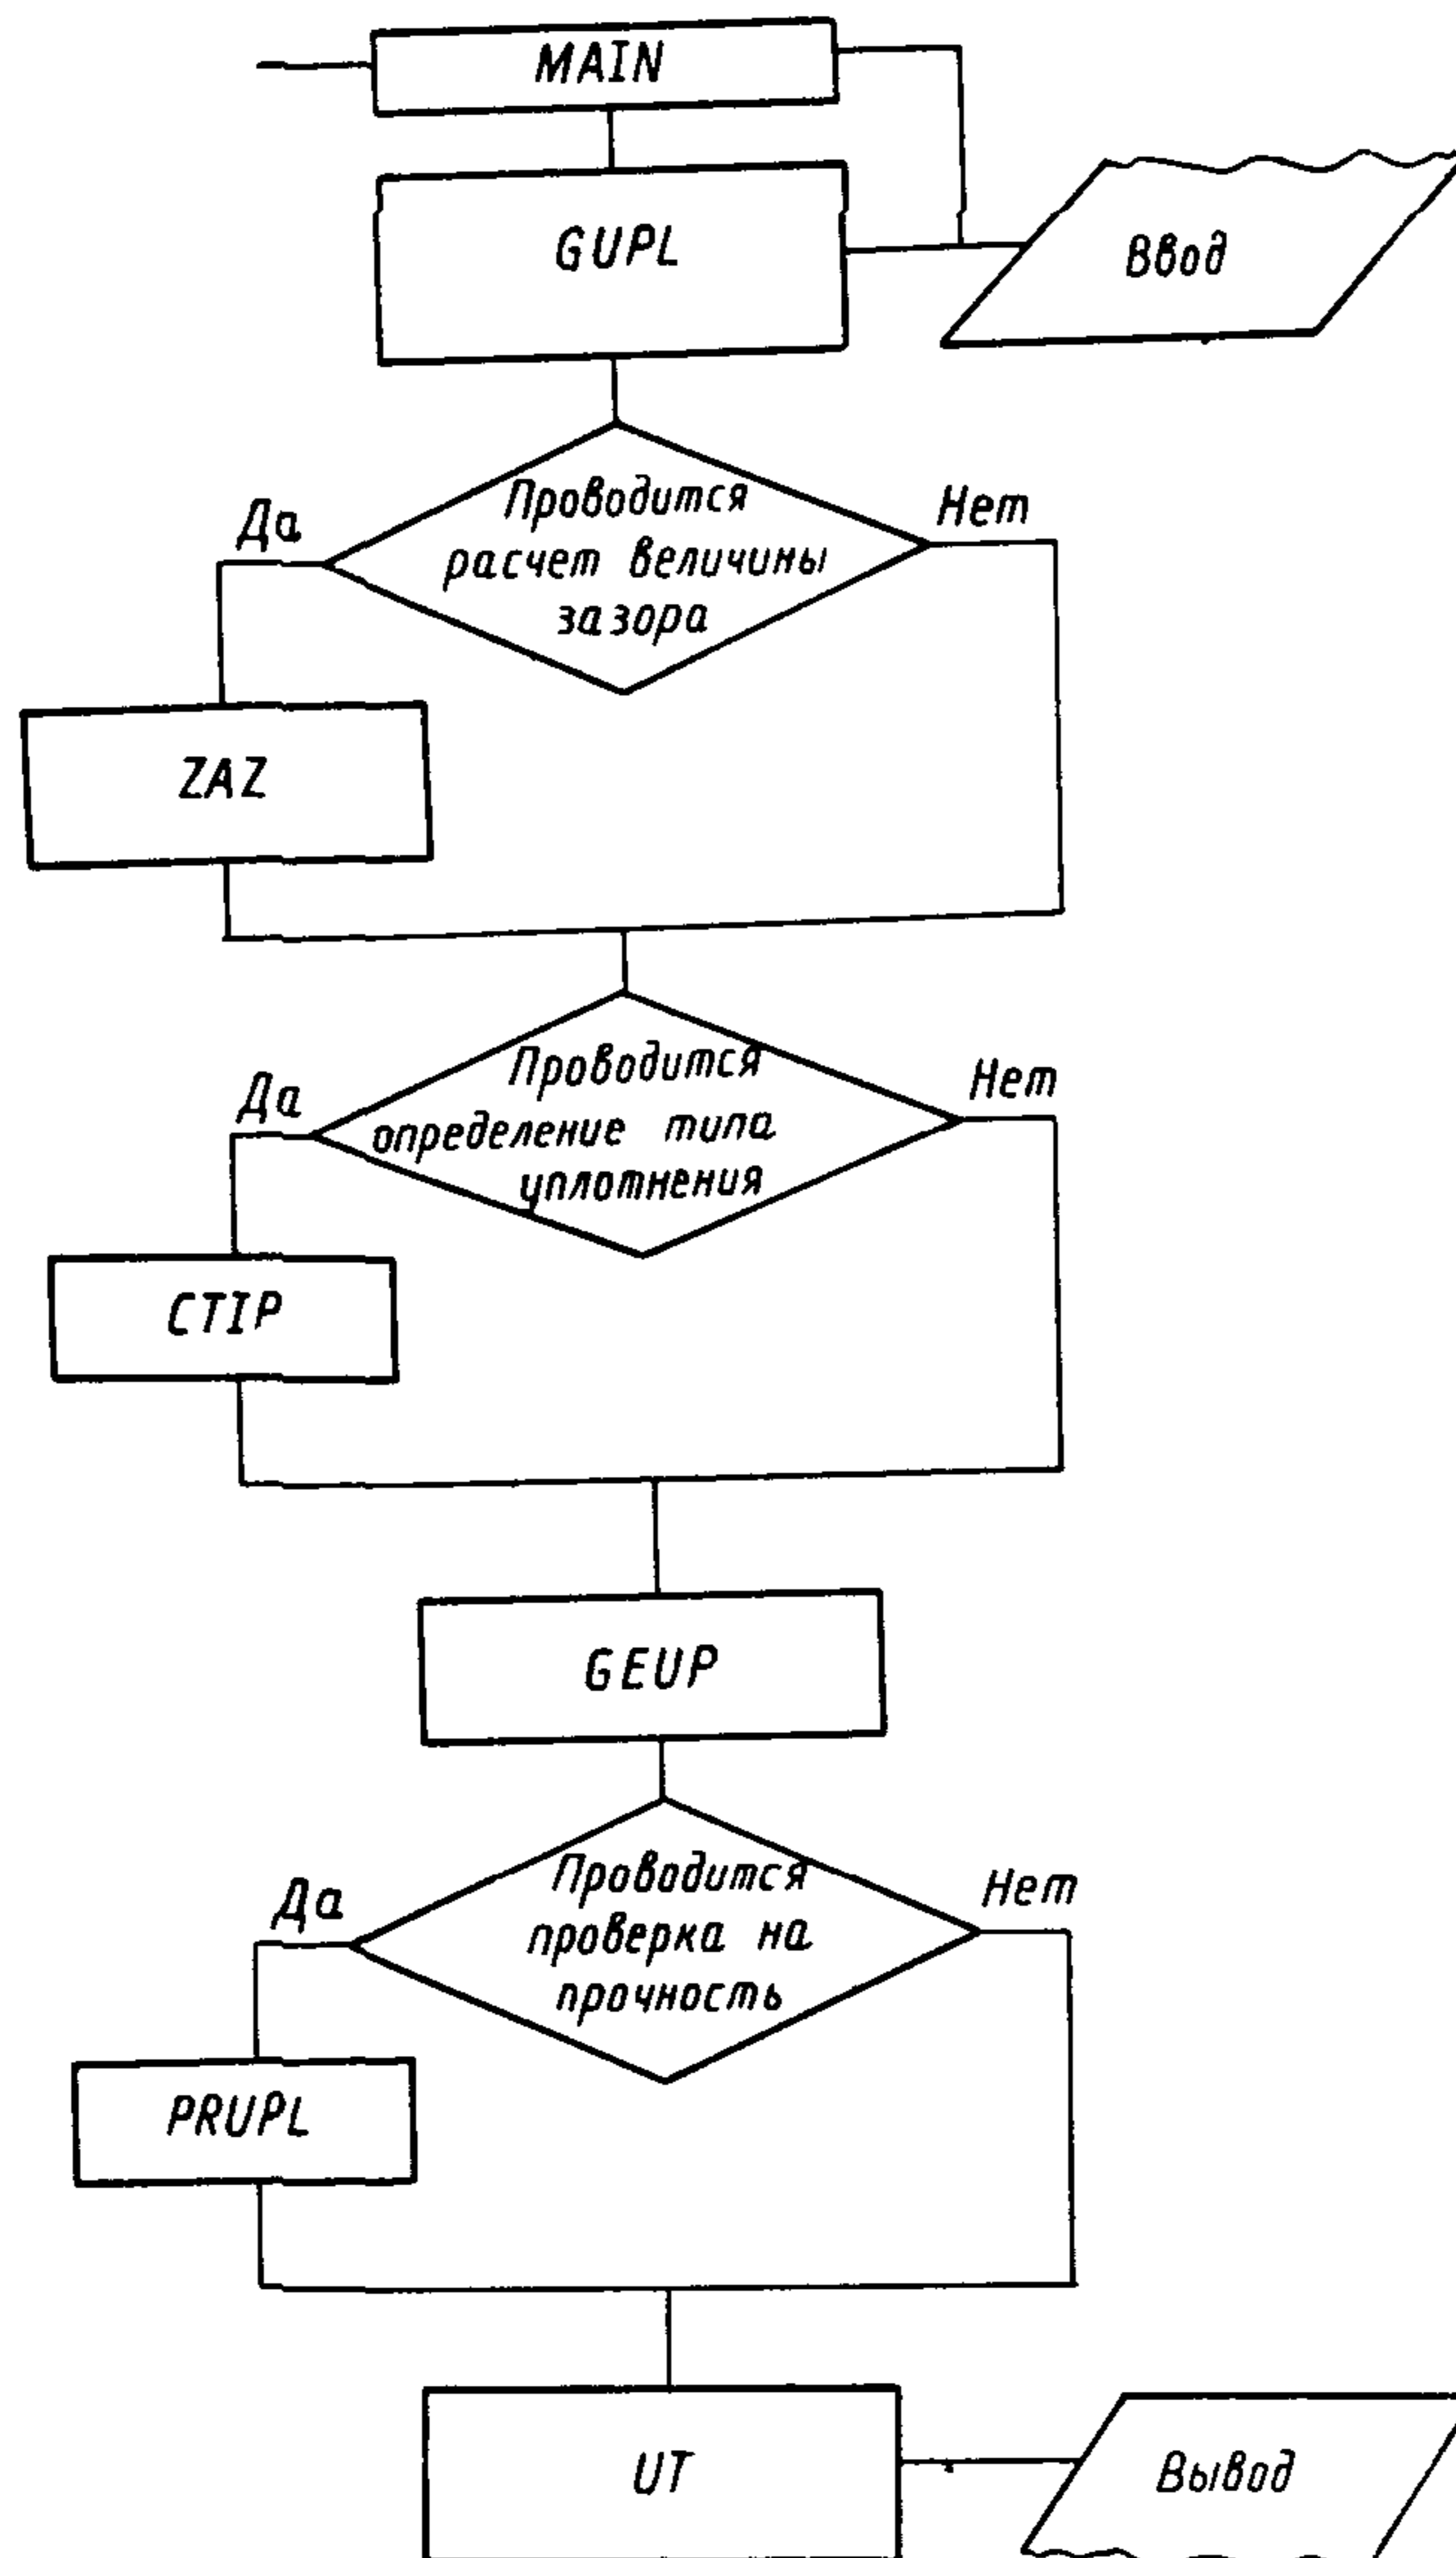 MAIN
GUPL
Ввод
Проводится
расчет величины
зазора
Да
Нет
ZAZ
Проводится
определение типа
уплотнения
Да
Нет
CTIP
GEUP
Проводится
проверка на
прочность
Да
Нет
PRUPL
UT
Вывод